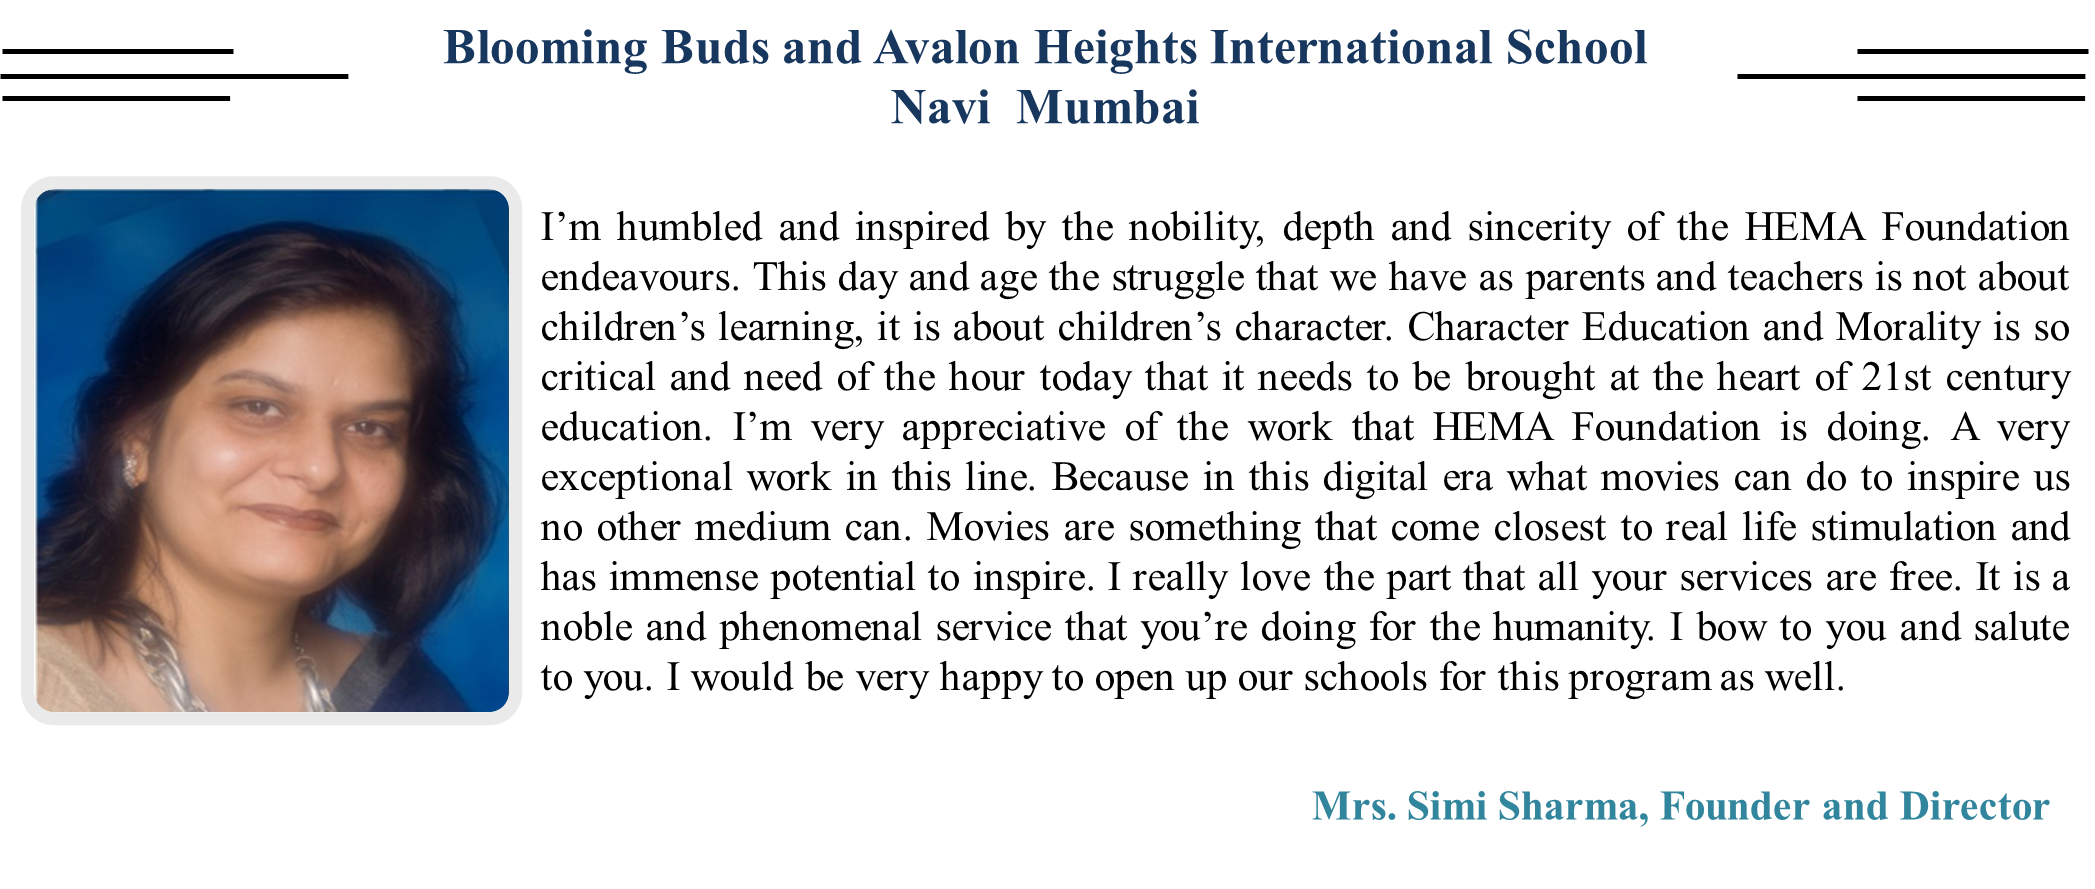 Blooming Buds and Avalon Heights International School
Navi Mumbai
I’m humbled and inspired by the nobility, depth and sincerity of the HEMA Foundation
endeavours. This day and age the struggle that we have as parents and teachers is not about
children’s learning, it is about children’s character. Character Education and Morality is so
critical and need of the hour today that it needs to be brought at the heart of 21st century
education. I’m very appreciative of the work that HEMA Foundation is doing. A very
exceptional work in this line. Because in this digital era what movies can do to inspire us
no other medium can. Movies are something that come closest to real life stimulation and
has immense potential to inspire. I really love the part that all your services are free. It is a
noble and phenomenal service that you’re doing for the humanity. I bow to you and salute
to you. I would be very happy to open up our schools for this program as well.
Mrs. Simi Sharma, Founder and Director